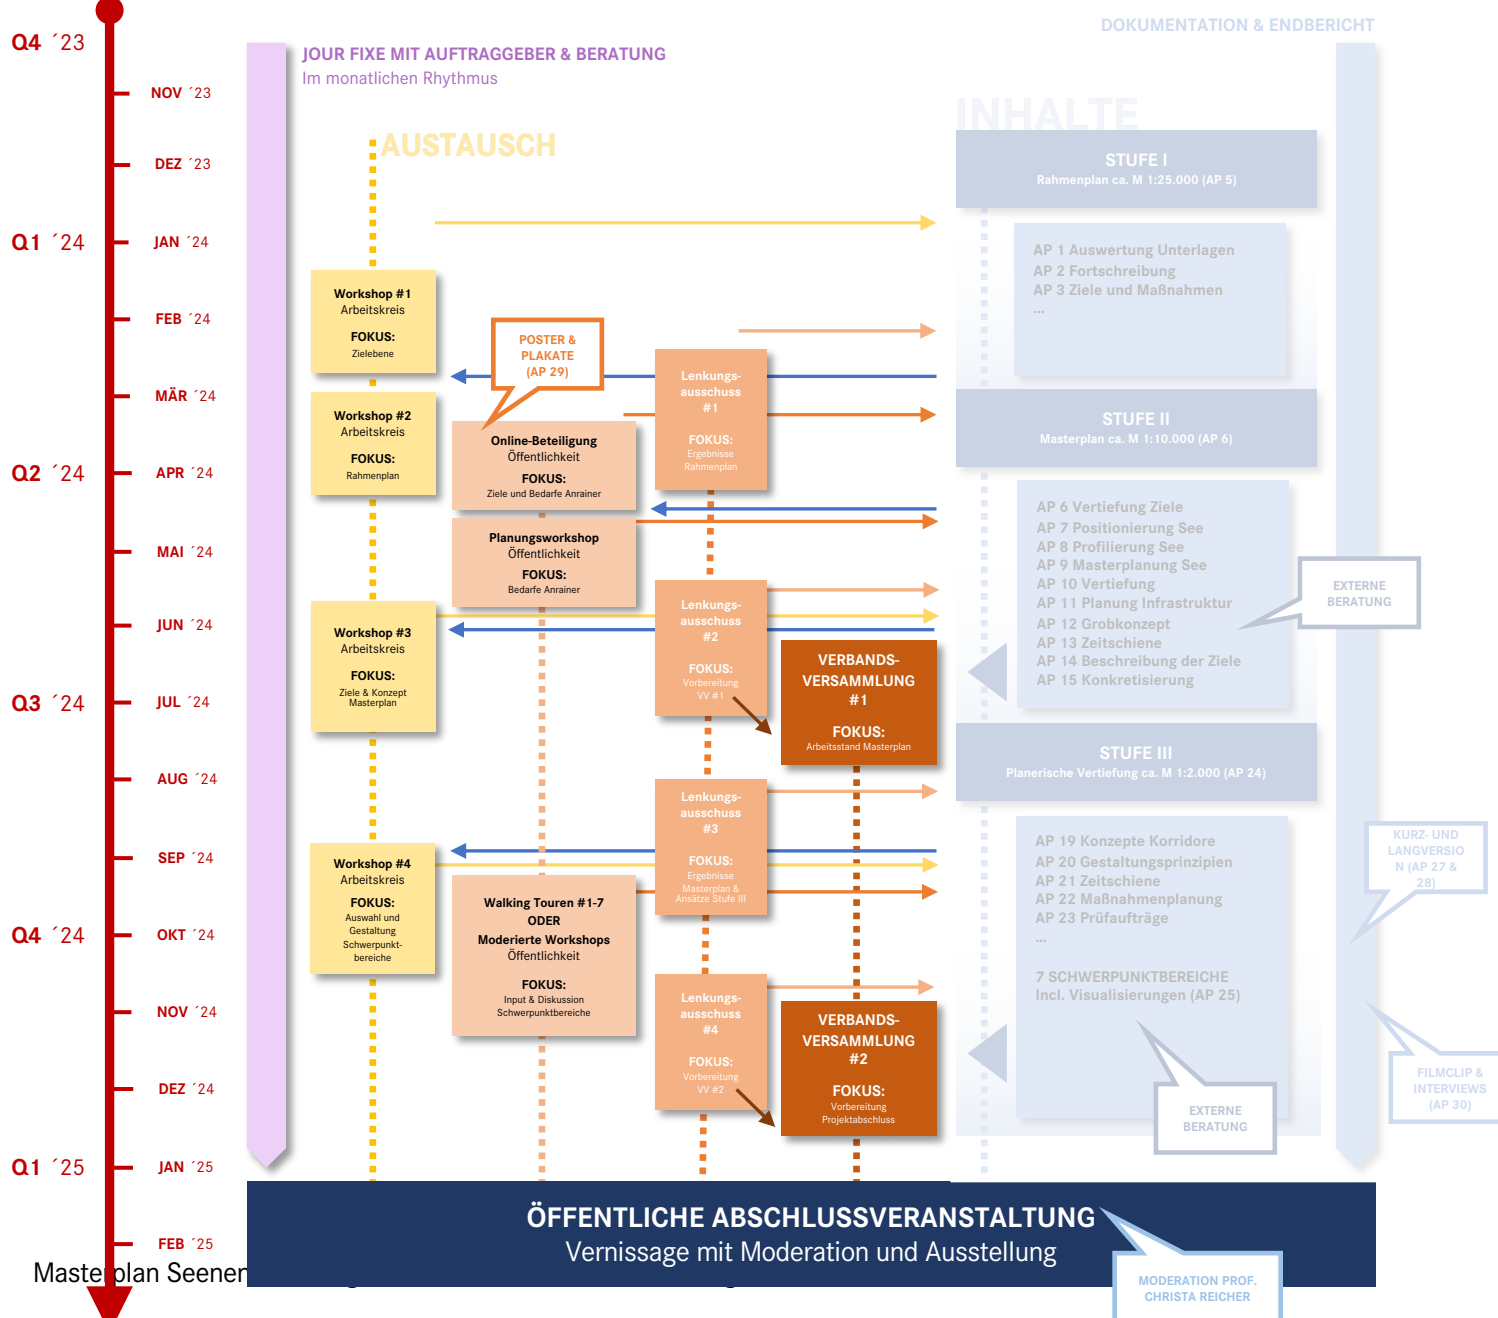 Q4 ´23
NOV ´23
DEZ ´23
Q1 ´24
JAN ´24
FEB ´24
MÄR ´24
Q2 ´24
APR ´24
MAI ´24
JUN ´24
Q3 ´24
JUL ´24
AUG ´24
SEP ´24
Q4 ´24
OKT ´24
NOV ´24
DEZ ´24
Q1 ´25
JAN ´25
FEB ´25
JOUR FIXE MIT AUFTRAGGEBER & BERATUNG
Im monatlichen Rhythmus
AUSTAUSCH
Workshop #1
Arbeitskreis
FOKUS:
Zielebene
Workshop #2
Arbeitskreis
FOKUS:
Rahmenplan
Workshop #3
Arbeitskreis
FOKUS:
Ziele & Konzept
Masterplan
Workshop #4
Arbeitskreis
FOKUS:
Auswahl und
Gestaltung
Schwerpunkt-
bereiche
POSTER &
PLAKATE
(AP 29)
Online-Beteiligung
Öffentlichkeit
FOKUS:
Ziele und Bedarfe Anrainer
Planungsworkshop
Öffentlichkeit
FOKUS:
Bedarfe Anrainer
Walking Touren #1-7
ODER
Moderierte Workshops
Öffentlichkeit
FOKUS:
Input & Diskussion
Schwerpunktbereiche
Lenkungs-
ausschuss
#1
FOKUS:
Ergebnisse
Rahmenplan
Lenkungs-
ausschuss
#2
FOKUS:
Vorbereitung
VV #1
Lenkungs-
ausschuss
#3
FOKUS:
Ergebnisse
Masterplan &
Ansätze Stufe III
Lenkungs-
ausschuss
#4
FOKUS:
Vorbereitung
VV #2
VERBANDS-
VERSAMMLUNG
#1
FOKUS:
Arbeitsstand Masterplan
VERBANDS-
VERSAMMLUNG
#2
FOKUS:
Vorbereitung
Projektabschluss
INHALTE
STUFE I
Rahmenplan ca. M 1:25.000 (AP 5)
AP 1 Auswertung Unterlagen
AP 2 Fortschreibung
AP 3 Ziele und Maßnahmen
...
STUFE II
Masterplan ca. M 1:10.000 (AP 6)
AP 6 Vertiefung Ziele
AP 7 Positionierung See
AP 8 Profilierung See
AP 9 Masterplanung See
AP 10 Vertiefung
AP 11 Planung Infrastruktur
AP 12 Grobkonzept
AP 13 Zeitschiene
AP 14 Beschreibung der Ziele
AP 15 Konkretisierung
EXTERNE
BERATUNG
STUFE III
Planerische Vertiefung ca. M 1:2.000 (AP 24)
AP 19 Konzepte Korridore
AP 20 Gestaltungsprinzipien
AP 21 Zeitschiene
AP 22 Maßnahmenplanung
AP 23 Prüfaufträge
...
7 SCHWERPUNKTBEREICHE
Incl. Visualisierungen (AP 25)
EXTERNE
BERATUNG
DOKUMENTATION & ENDBERICHT
KURZ- UND
LANGVERSIO
N (AP 27 &
28)
FILMCLIP &
INTERVIEWS
(AP 30)
ÖFFENTLICHE ABSCHLUSSVERANSTALTUNG
Vernissage mit Moderation und Ausstellung
MODERATION PROF.
CHRISTA REICHER
Masterplan